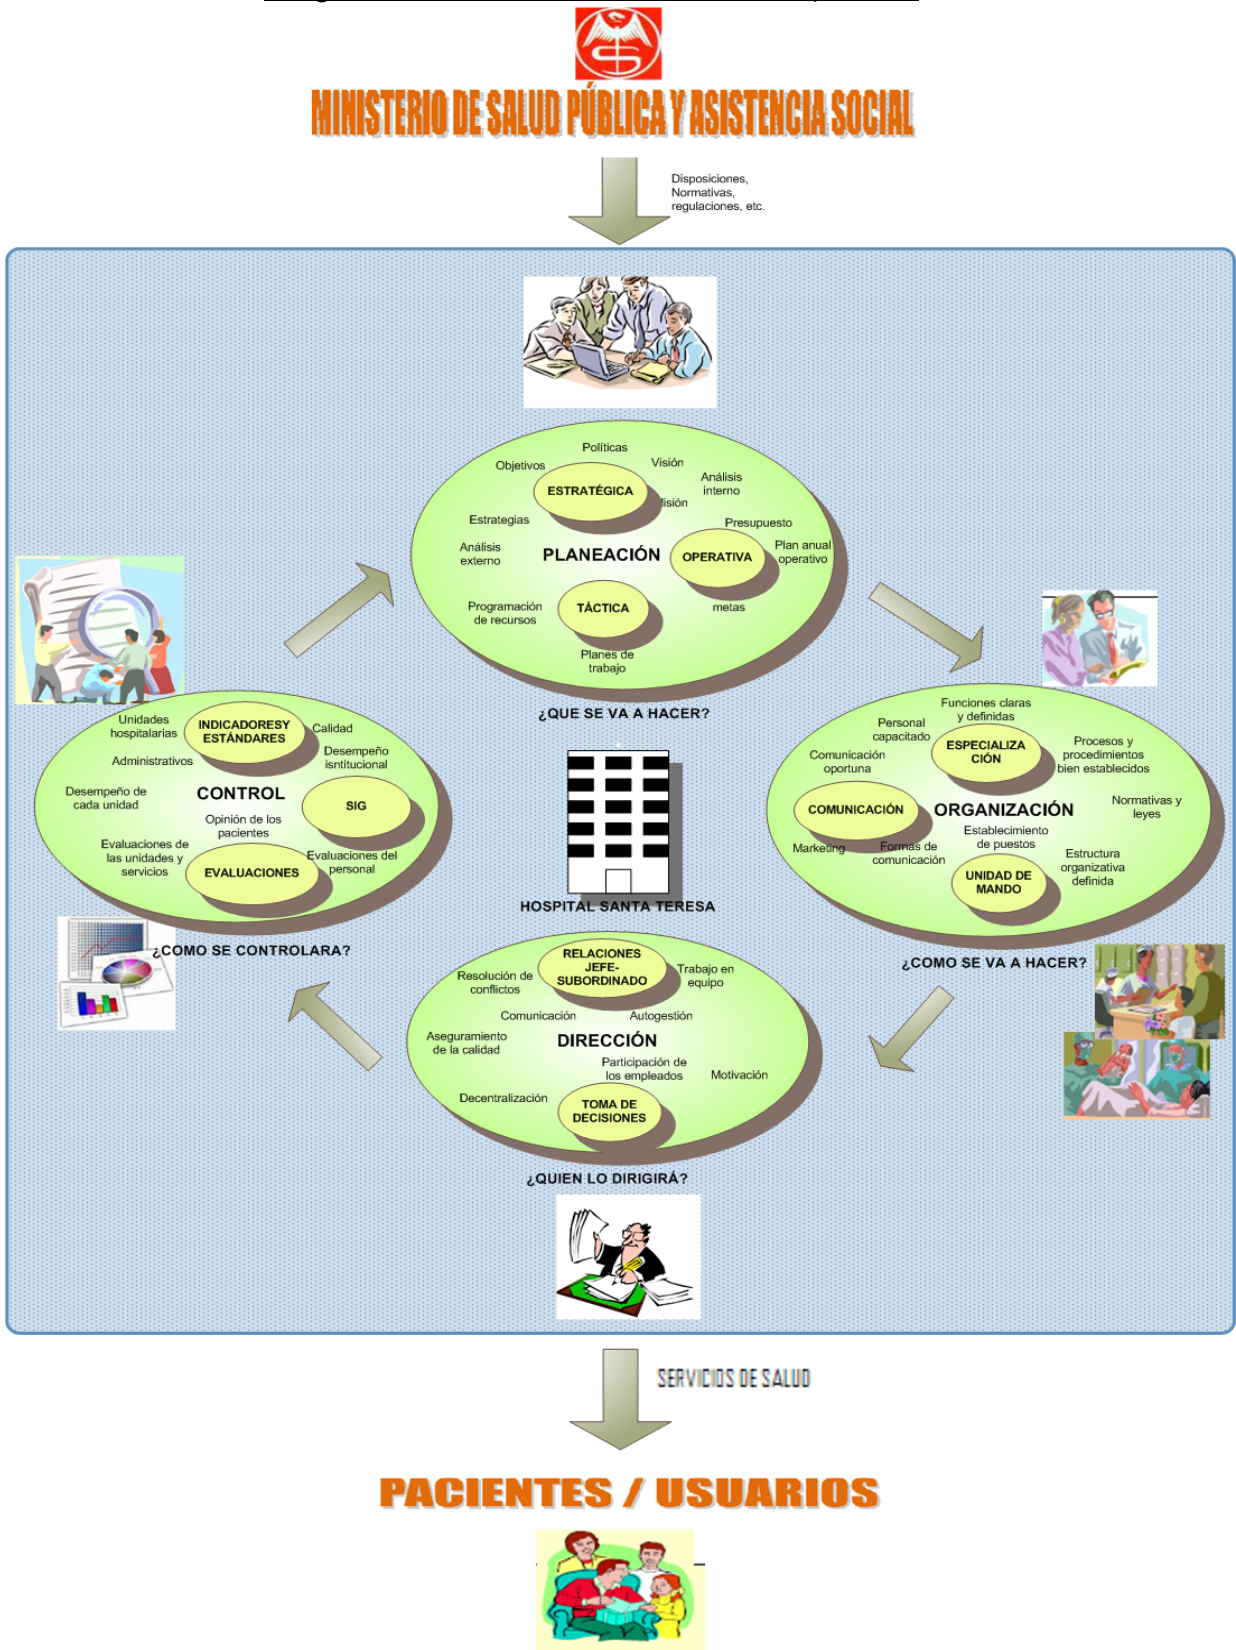 MINISTERIO DE SALUD PÚBLICA Y ASISTENCIA SOCIAL
Disposiciones,
Normativas,
regulaciones, etc.
Políticas
Objetivos
Visión
ESTRATÉGICA
Análisis
interno
isión
Estrategias
Presupuesto
Análisis
externo
PLANEACIÓN
OPERATIVA
Plan anual
operativo
Programación
de recursos
TÁCTICA
metas
Planes de
trabajo
¿QUE SE VA A HACER?
Unidades
hospitalarias
INDICADORESY
ESTÁNDARES
Calidad
Administrativos
Desempeño
isntitucional
Desempeño de
cada unidad
CONTROL
SIG
Opinión de los
pacientes
Evaluaciones de
las unidades y
servicios
EVALUACIONES
Evaluaciones del
personal
¿COMO SE CONTROLARA?
HOSPITAL SANTA TERESA
Funciones claras
y definidas
Personal
capacitado
ESPECIALIZA
CIÓN
Procesos y
procedimientos
bien establecidos
Comunicación
oportuna
COMUNICACIÓN
ORGANIZACIÓN
Normativas y
leyes
Establecimiento
de puestos
Marketing
Formas de
comunicación
UNIDAD DE
MANDO
Estructura
organizativa
definida
¿COMO SE VA A HACER?
RELACIONES
JEFE-
SUBORDINADO
Resolución de
conflictos
Trabajo en
equipo
Comunicación
Autogestión
Aseguramiento
de la calidad
DIRECCIÓN
Participación de
los empleados
Motivación
Decentralización
TOMA DE
DECISIONES
¿QUIEN LO DIRIGIRÁ?
SERVICIOS DE SALUD
PACIENTES / USUARIOS